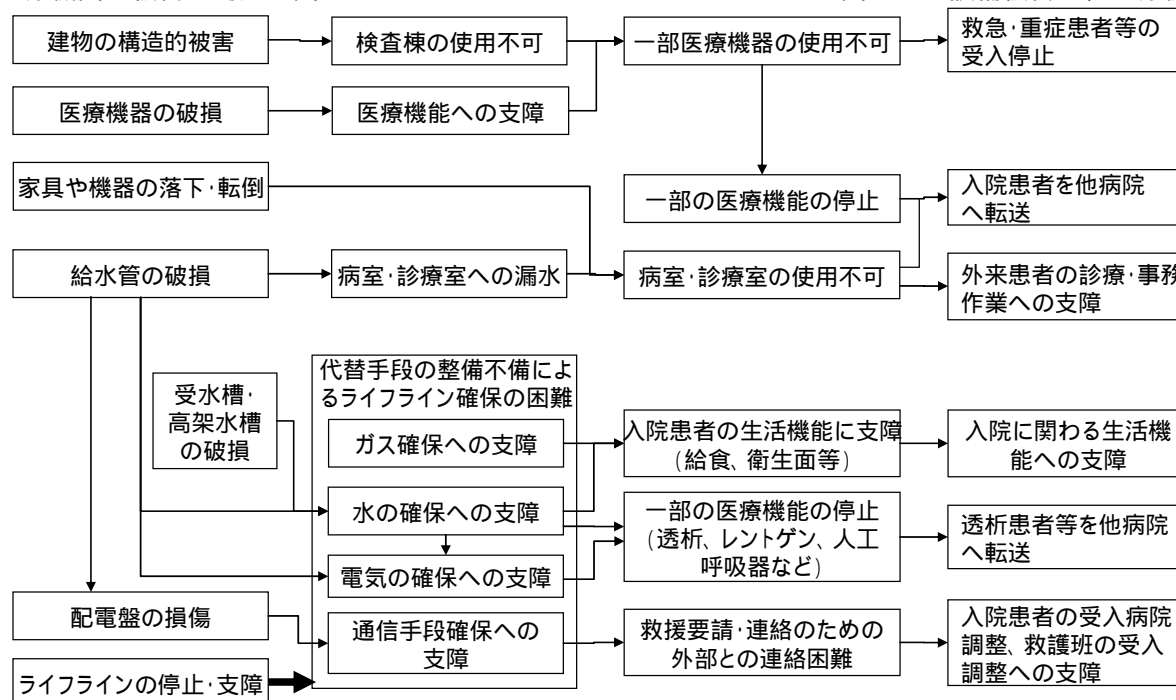 建物の構造的被害
検査棟の使用不可
一部医療機器の使用不可
救急・重症患者等の
受入停止
医療機器の破損
医療機能への支障
家具や機器の落下・転倒
一部の医療機能の停止
入院患者を他病院
へ転送
給水管の破損
病室・診療室への漏水
病室・診療室の使用不可
外来患者の診療・事務
作業への支障
代替手段の整備不備によ
るライフライン確保の困難
受水槽・
高架水槽
の破損
ガス確保への支障
入院患者の生活機能に支障
(給食、衛生面等)
入院に関わる生活機
能への支障
水の確保への支障
一部の医療機能の停止
(透析、レントゲン、人工
呼吸器など)
透析患者等を他病院
へ転送
電気の確保への支障
配電盤の損傷
通信手段確保への
支障
救援要請・連絡のための
外部との連絡困難
入院患者の受入病院
調整、救護班の受入
調整への支障
ライフラインの停止・支障